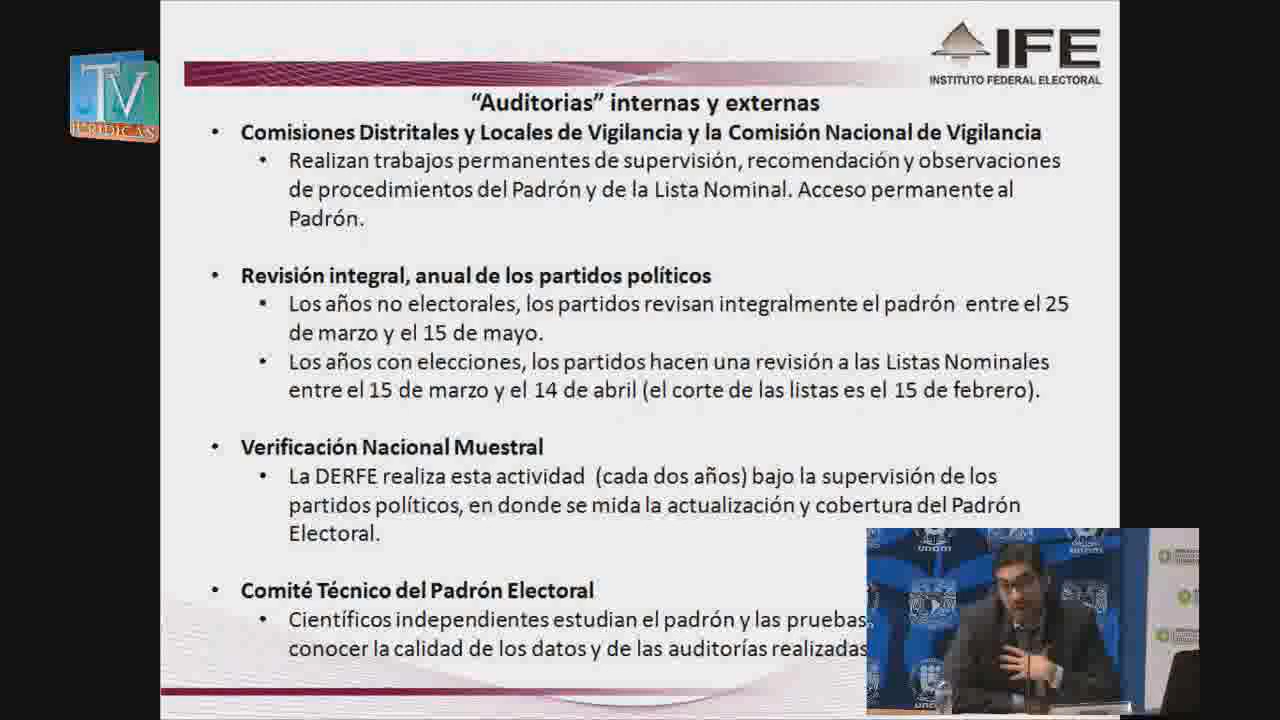 IFE
INSTITUTO FEDERAL ELECTORAL
TV
JURIDICAS
“Auditorias” internas y externas
• Comisiones Distritales y Locales de Vigilancia y la Comisión Nacional de Vigilancia
• Realizan trabajos permanentes de supervisión, recomendación y observaciones
de procedimientos del Padrón y de la Lista Nominal. Acceso permanente al
Padrón.
• Revisión integral, anual de los partidos políticos
• Los años no electorales, los partidos revisan integralmente el padrón entre el 25
de marzo y el 15 de mayo.
• Los años con elecciones, los partidos hacen una revisión a las Listas Nominales
entre el 15 de marzo y el 14 de abril (el corte de las listas es el 15 de febrero).
• Verificación Nacional Muestral
• La DERFE realiza esta actividad (cada dos años) bajo la supervisión de los
partidos políticos, en donde se mida la actualización y cobertura del Padrón
Electoral.
• Comité Técnico del Padrón Electoral
• Científicos independientes estudian el padrón y las pruebas
conocer la calidad de los datos y de las auditorías realizadas
unam